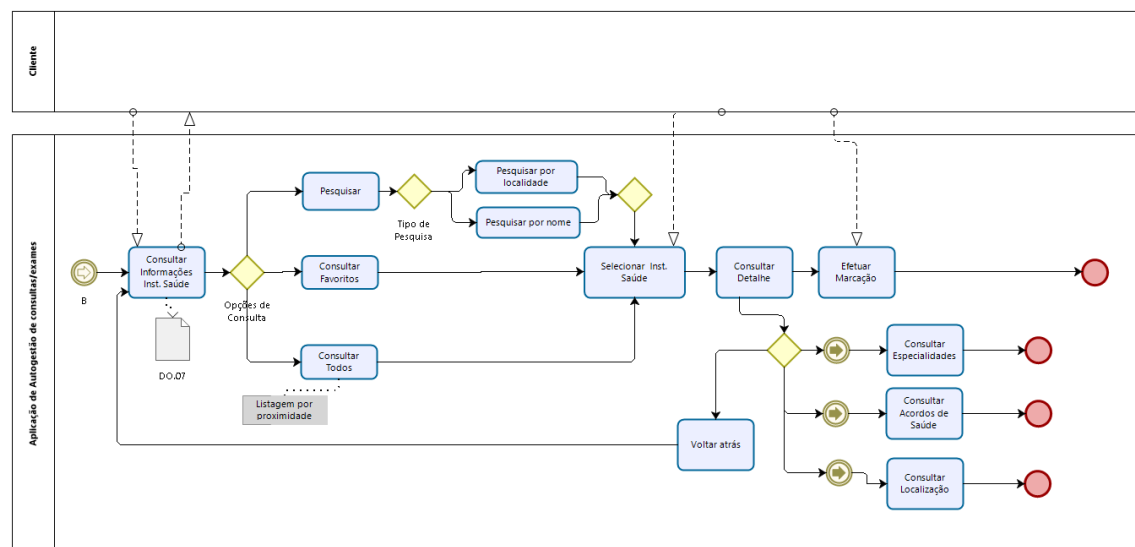 Cliente
Aplicação de Autogestão de consultas/exames
B
Consultar
Informações
Inst. Saúde
DO.07
Opções de
Consulta
Pesquisar
Tipo de
Pesquisa
Pesquisar por
localidade
Pesquisar por nome
Consultar
Favoritos
Consultar
Todos
Listagem por
proximidade
Selecionar Inst.
Saúde
Consultar
Detalhe
Efetuar
Marcação
Voltar atrás
Consultar
Especialidades
Consultar
Acordos de
Saúde
Consultar
Localização